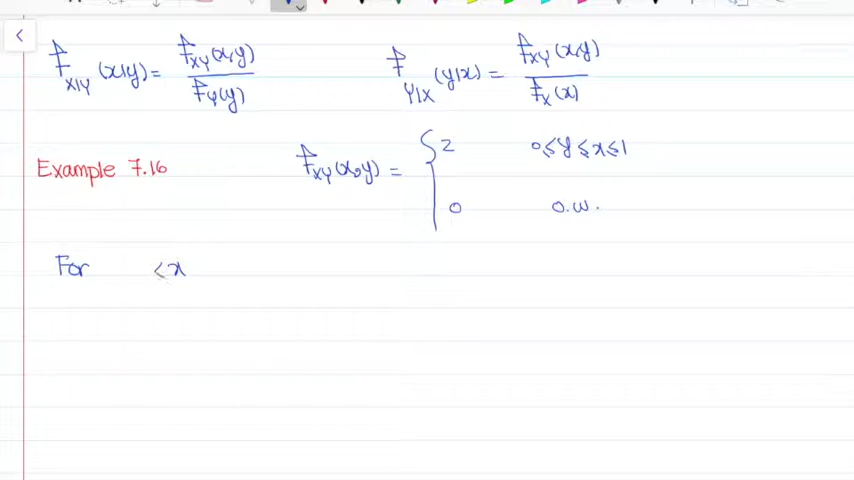 f_{X|Y}(x|y) = f_{XY}(x,y) / f_Y(y)    f_{Y|X}(y|x) = f_{XY}(x,y) / f_X(x)
Example 7.16    f_{XY}(x,y) = { 2    0≤y≤x≤1
0    O.W.
For    <x